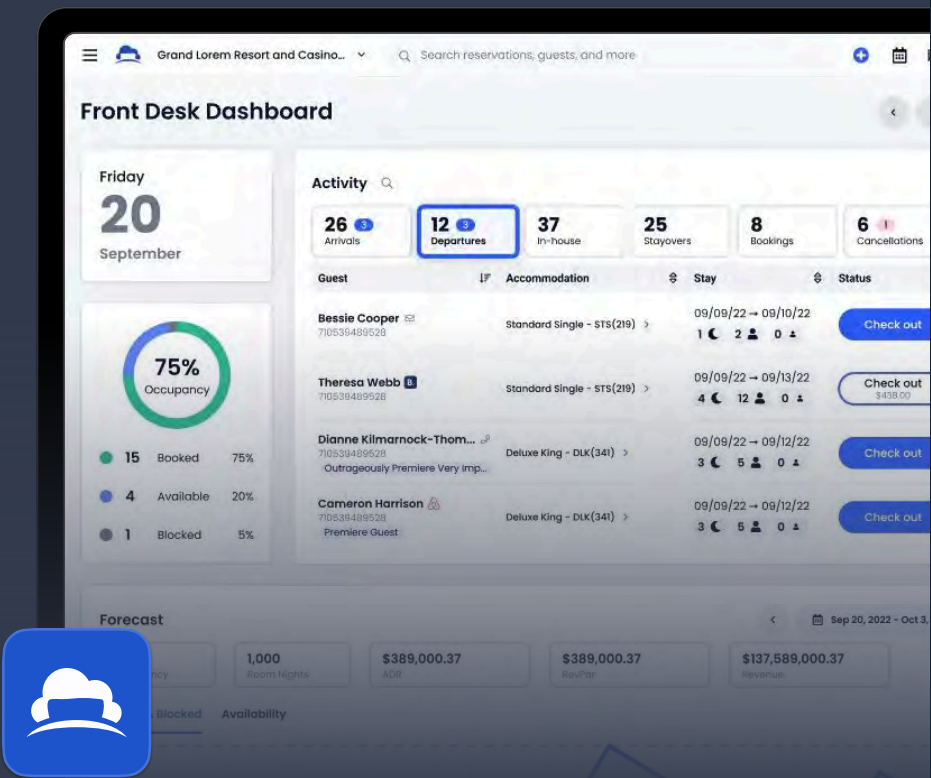 Grand Lorem Resort and Casino...
Search reservations, guests, and more
Front Desk Dashboard
Friday
20
September
75%
Occupancy
15 Booked 75%
4 Available 20%
1 Blocked 5%
Activity
26 3
Arrivals
12 3
Departures
37
In-house
25
Stayovers
8
Bookings
6 1
Cancellations
Guest Accommodation Stay Status
Bessie Cooper
710539489528
Standard Single - STS(219)
09/09/22 → 09/10/22
1 2 0
Check out
Theresa Webb B.
710539489528
Standard Single - STS(219)
09/09/22 → 09/13/22
4 12 0
Check out
$438.00
Dianne Kilmarnock-Thom...
710539489528
Outrageously Premiere Very Imp...
Deluxe King - DLK(341)
09/09/22 → 09/12/22
3 5 0
Check out
Cameron Harrison
710539489528
Premiere Guest
Deluxe King - DLK(341)
09/09/22 → 09/12/22
3 5 0
Check out
Forecast
Sep 20, 2022 - Oct 3,
ncy
1,000
Room Nights
$389,000.37
ADR
$389,000.37
RevPar
$137,589,000.37
Revenue
Blocked Availability